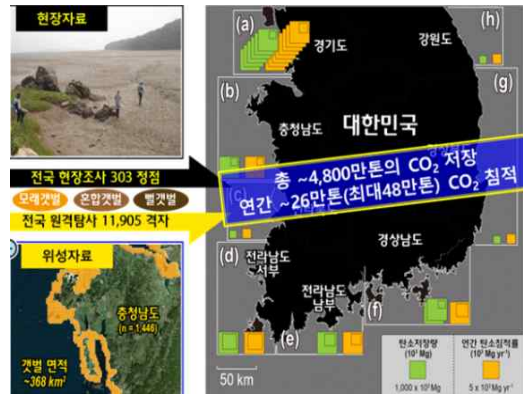 현장자료
전국 현장조사 303 정점
모래갯벌 혼합갯벌 펄갯벌
전국 원격탐사 11,905 격자
위성자료
충청남도
(n = 1,446)
갯벌 면적
~368 km²
(a)
경기도
강원도
(h)
(b)
(g)
충청남도
대한민국
총 ~4,800만톤의 CO₂ 저장
연간 ~26만톤(최대48만톤) CO₂ 침적
(d)
전라남도
서부
경상남도
전라남도
남부
(e)
(f)
50 km
탄소저장량
(10³ Mg)
1,000 x 10³ Mg
연간 탄소침적률
(10³ Mg yr⁻¹)
5 x 10³ Mg yr⁻¹